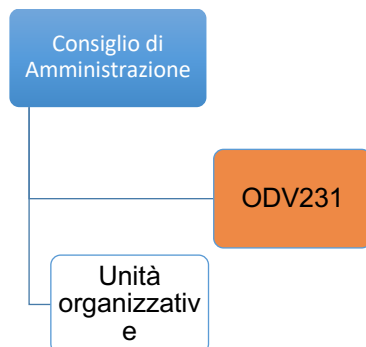 Consiglio di
Amministrazione
ODV231
Unità
organizzativ
e